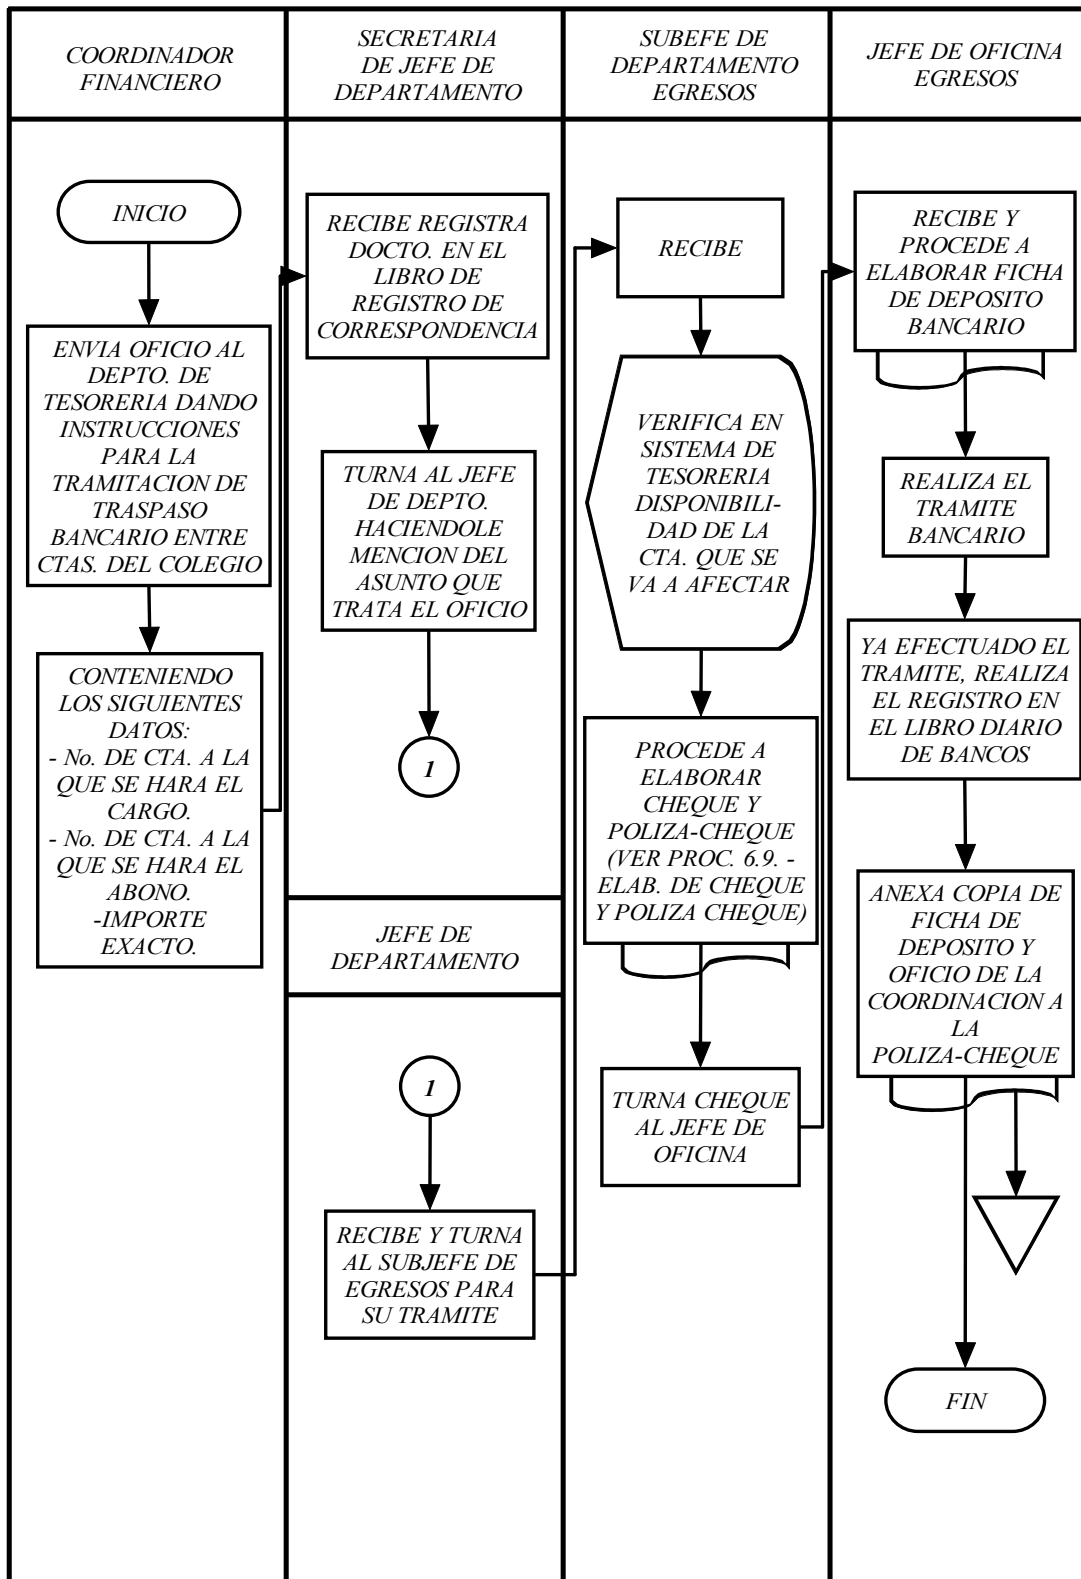 COORDINADOR
FINANCIERO
SECRETARIA
DE JEFE DE
DEPARTAMENTO
SUBEFE DE
DEPARTAMENTO
EGRESOS
JEFE DE OFICINA
EGRESOS
INICIO
ENVIA OFICIO AL
DEPTO. DE
TESORERIA DANDO
INSTRUCCIONES
PARA LA
TRAMITACION DE
TRASPASO
BANCARIO ENTRE
CTAS. DEL COLEGIO
CONTENIENDO
LOS SIGUIENTES
DATOS:
- No. DE CTA. A LA
QUE SE HARA EL
CARGO.
- No. DE CTA. A LA
QUE SE HARA EL
ABONO.
-IMPORTE
EXACTO.
RECIBE REGISTRA
DOCTO. EN EL
LIBRO DE
REGISTRO DE
CORRESPONDENCIA
TURNA AL JEFE
DE DEPTO.
HACIENDOLE
MENCION DEL
ASUNTO QUE
TRATA EL OFICIO
1
JEFE DE
DEPARTAMENTO
1
RECIBE Y TURNA
AL SUBJEFE DE
EGRESOS PARA
SU TRAMITE
RECIBE
VERIFICA EN
SISTEMA DE
TESORERIA
DISPONIBILI-
DAD DE LA
CTA. QUE SE
VA A AFECTAR
PROCEDE A
ELABORAR
CHEQUE Y
POLIZA-CHEQUE
(VER PROC. 6.9. -
ELAB. DE CHEQUE
Y POLIZA CHEQUE)
TURNA CHEQUE
AL JEFE DE
OFICINA
RECIBE Y
PROCEDE A
ELABORAR FICHA
DE DEPOSITO
BANCARIO
REALIZA EL
TRAMITE
BANCARIO
YA EFECTUADO EL
TRAMITE, REALIZA
EL REGISTRO EN
EL LIBRO DIARIO
DE BANCOS
ANEXA COPIA DE
FICHA DE
DEPOSITO Y
OFICIO DE LA
COORDINACION A
LA
POLIZA-CHEQUE
FIN